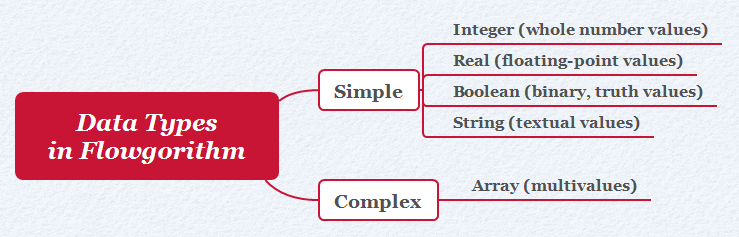 Data Types
in Flowgorithm
Simple
Integer (whole number values)
Real (floating-point values)
Boolean (binary, truth values)
String (textual values)
Complex
Array (multivalues)